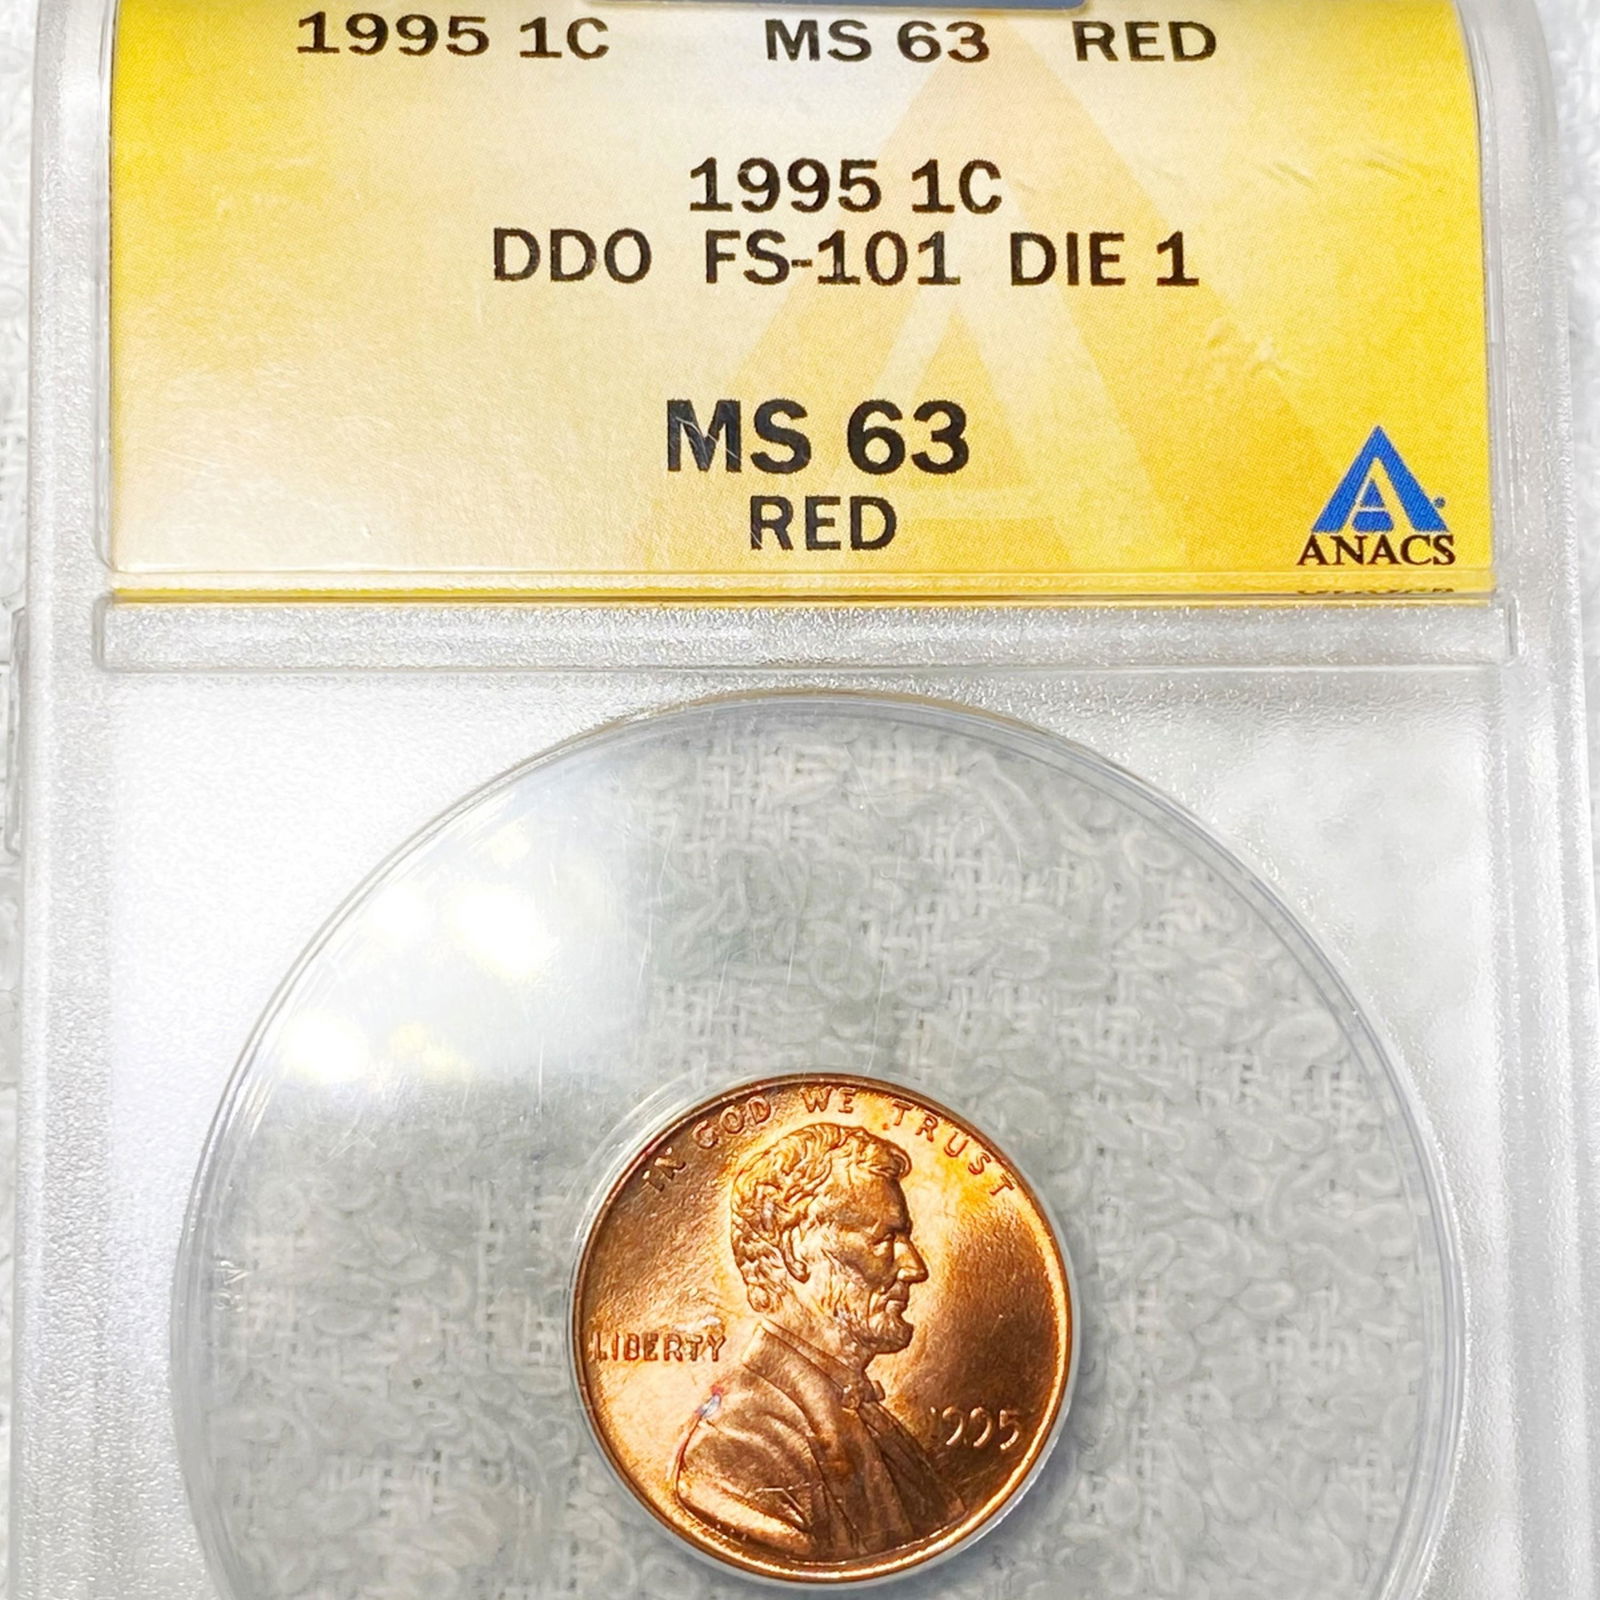 1995 1C MS 63 RED
1995 1C
DDO FS-101 DIE 1
MS 63
RED
ANACS
IN GOD WE TRUST
LIBERTY
1995